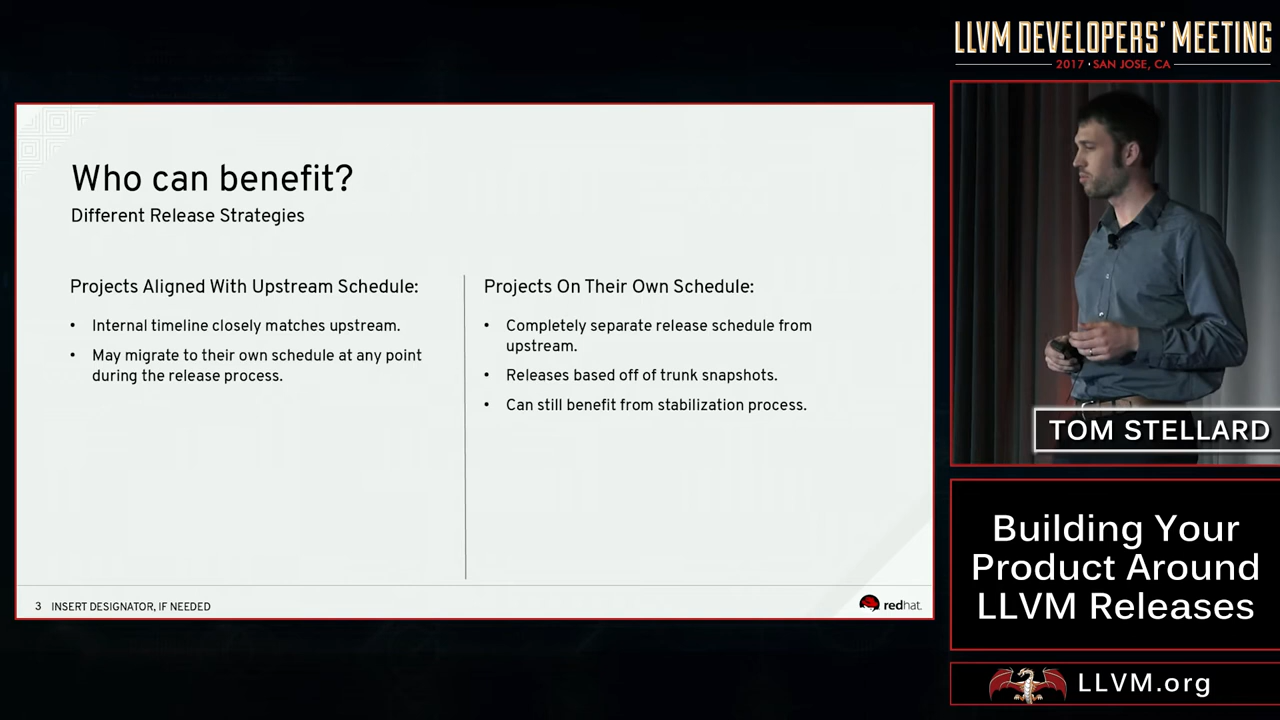 LLVM DEVELOPERS' MEETING
2017 • SAN JOSE, CA
Who can benefit?
Different Release Strategies
Projects Aligned With Upstream Schedule:
• Internal timeline closely matches upstream.
• May migrate to their own schedule at any point
during the release process.
Projects On Their Own Schedule:
• Completely separate release schedule from
upstream.
• Releases based off of trunk snapshots.
• Can still benefit from stabilization process.
3 INSERT DESIGNATOR, IF NEEDED
redhat.
TOM STELLARD
Building Your
Product Around
LLVM Releases
LLVM.org